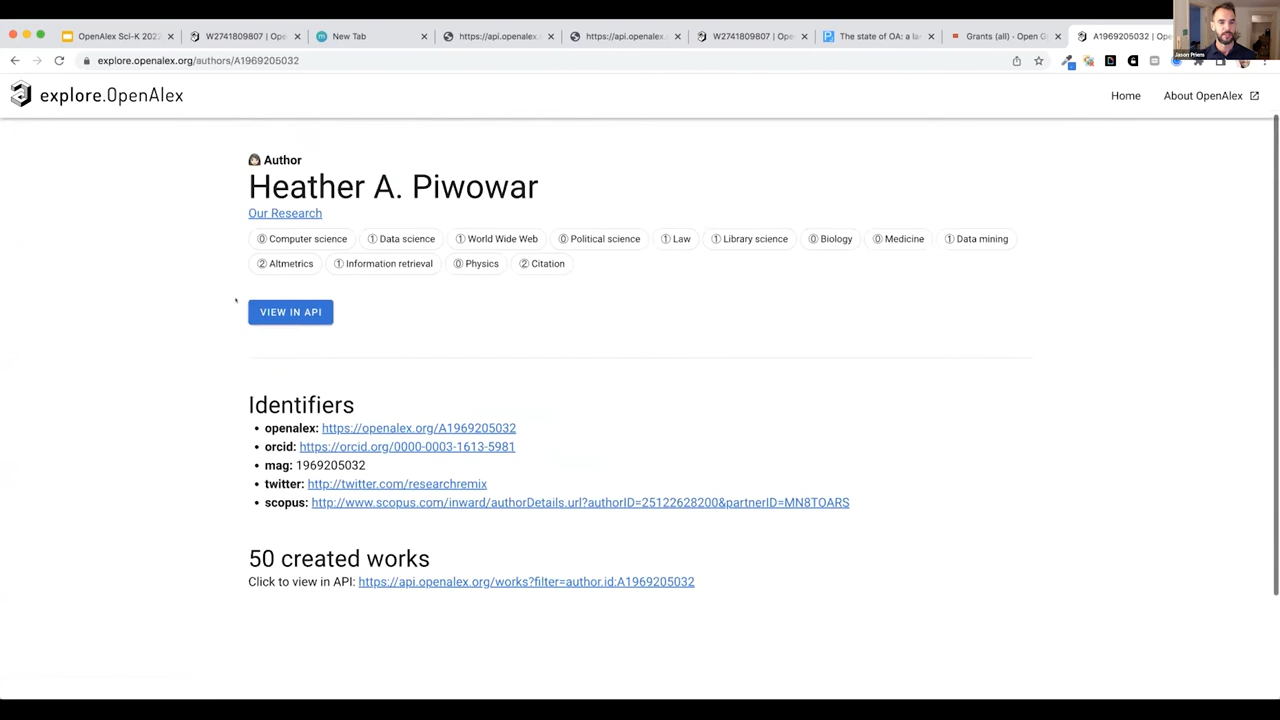 OpenAlex Sci-K 202
W2741809807 | Ope
New Tab
https://api.openalex.
https://api.openalex.
W2741809807 | Ope
The state of OA: a la
Grants (all) - Open G
A1969205032 | Op
explore.openalex.org/authors/A1969205032
Jason Priem
explore.OpenAlex
Home
About OpenAlex
Author
Heather A. Piwowar
Our Research
0 Computer science
1 Data science
1 World Wide Web
0 Political science
1 Law
1 Library science
0 Biology
0 Medicine
1 Data mining
2 Altmetrics
1 Information retrieval
0 Physics
2 Citation
VIEW IN API
Identifiers
• openalex: https://openalex.org/A1969205032
• orcid: https://orcid.org/0000-0003-1613-5981
• mag: 1969205032
• twitter: http://twitter.com/researchremix
• scopus: http://www.scopus.com/inward/authorDetails.url?authorID=25122628200&partnerID=MN8TOARS
50 created works
Click to view in API: https://api.openalex.org/works?filter=author.id:A1969205032